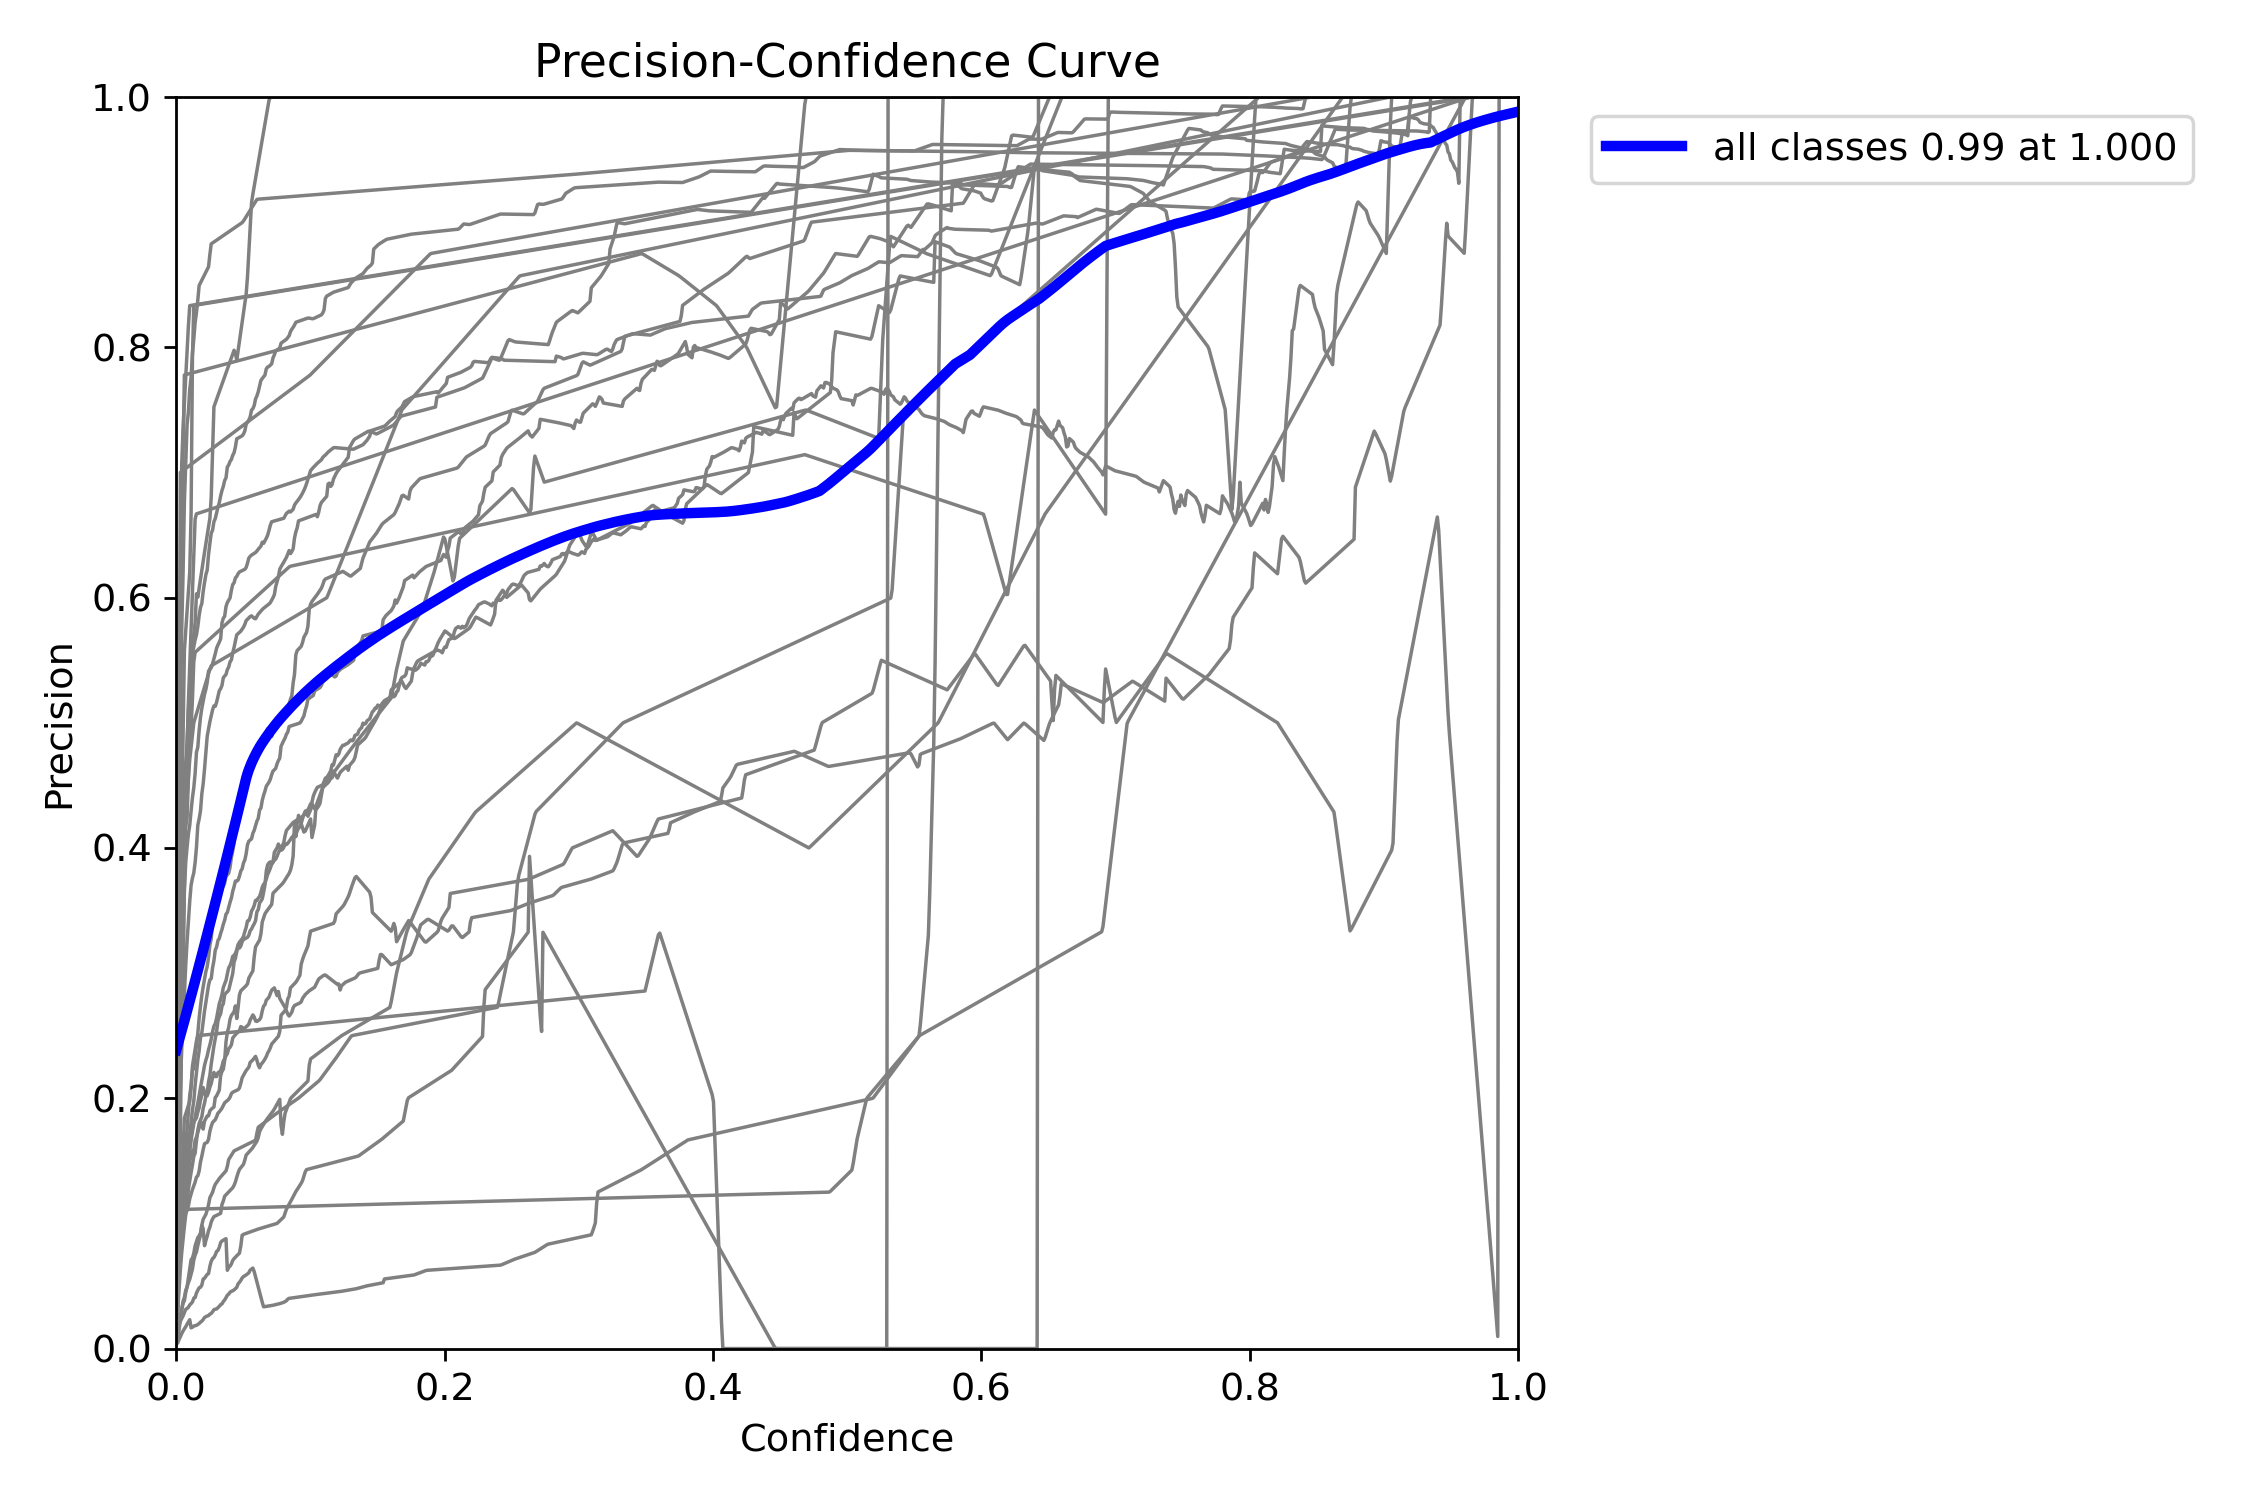 Precision-Confidence Curve
all classes 0.99 at 1.000
Precision
1.0
0.8
0.6
0.4
0.2
0.0
0.0 0.2 0.4 0.6 0.8 1.0
Confidence